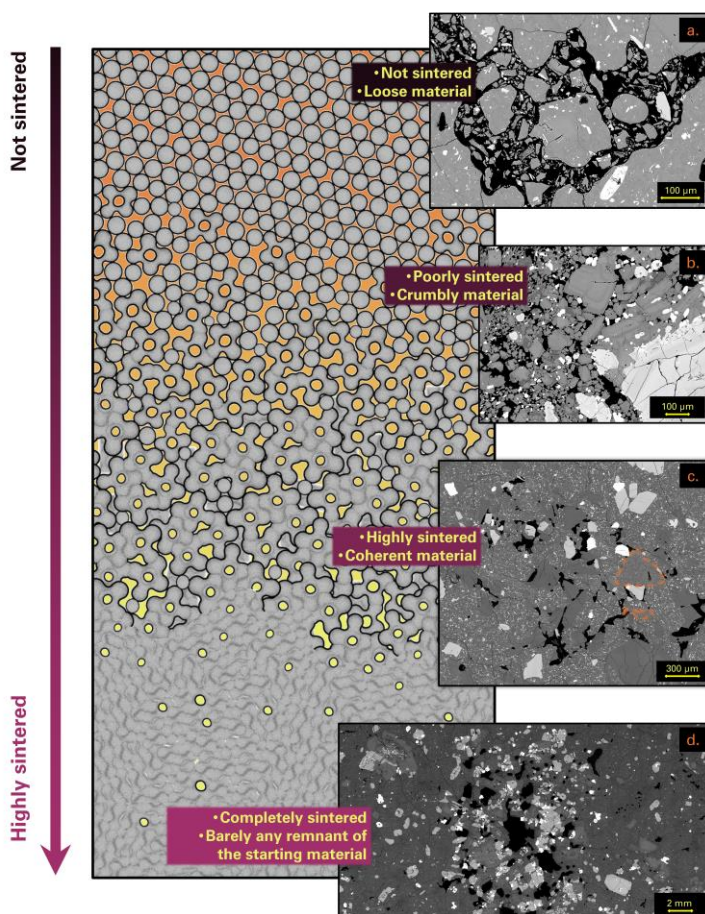 Not sintered
a.
•Not sintered
•Loose material
100 µm
b.
•Poorly sintered
•Crumbly material
100 µm
c.
•Highly sintered
•Coherent material
300 µm
d.
Highly sintered
•Completely sintered
•Barely any remnant of
the starting material
2 mm